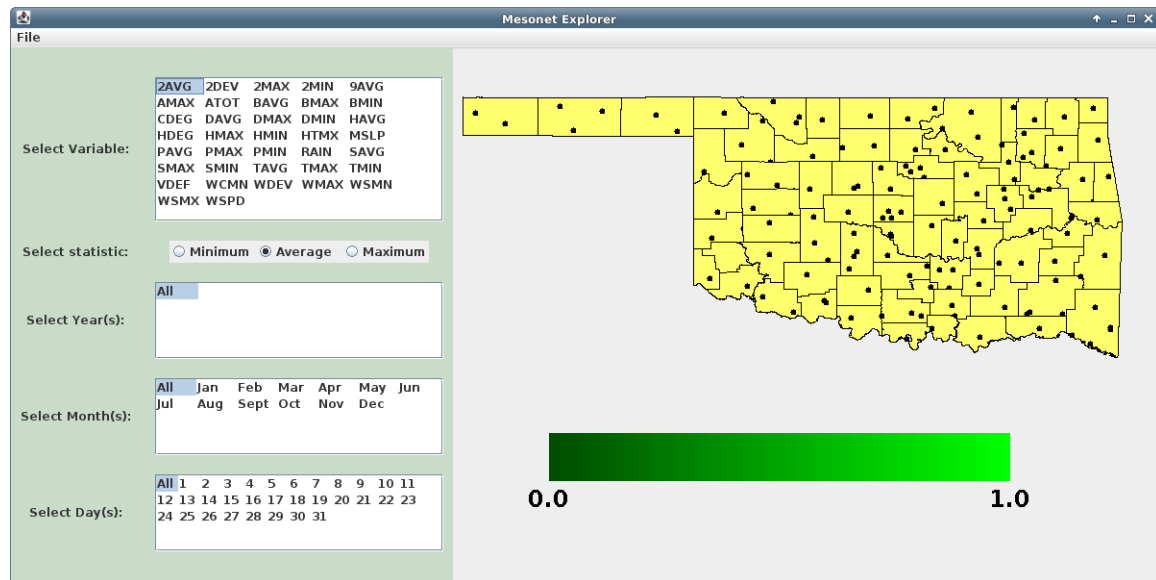 Mesonet Explorer
File
Select Variable:
2AVG 2DEV 2MAX 2MIN 9AVG
AMAX ATOT BAVG BMAX BMIN
CDEG DAVG DMAX DMIN HAVG
HDEG HMAX HMIN HTMX MSLP
PAVG PMAX PMIN RAIN SAVG
SMAX SMIN TAVG TMAX TMIN
VDEF WCMN WDEV WMAX WSMN
WSMX WSPD
Select statistic: Minimum Average Maximum
Select Year(s):
All
Select Month(s):
All Jan Feb Mar Apr May Jun
Jul Aug Sept Oct Nov Dec
Select Day(s):
All 1 2 3 4 5 6 7 8 9 10 11
12 13 14 15 16 17 18 19 20 21 22 23
24 25 26 27 28 29 30 31
0.0 1.0